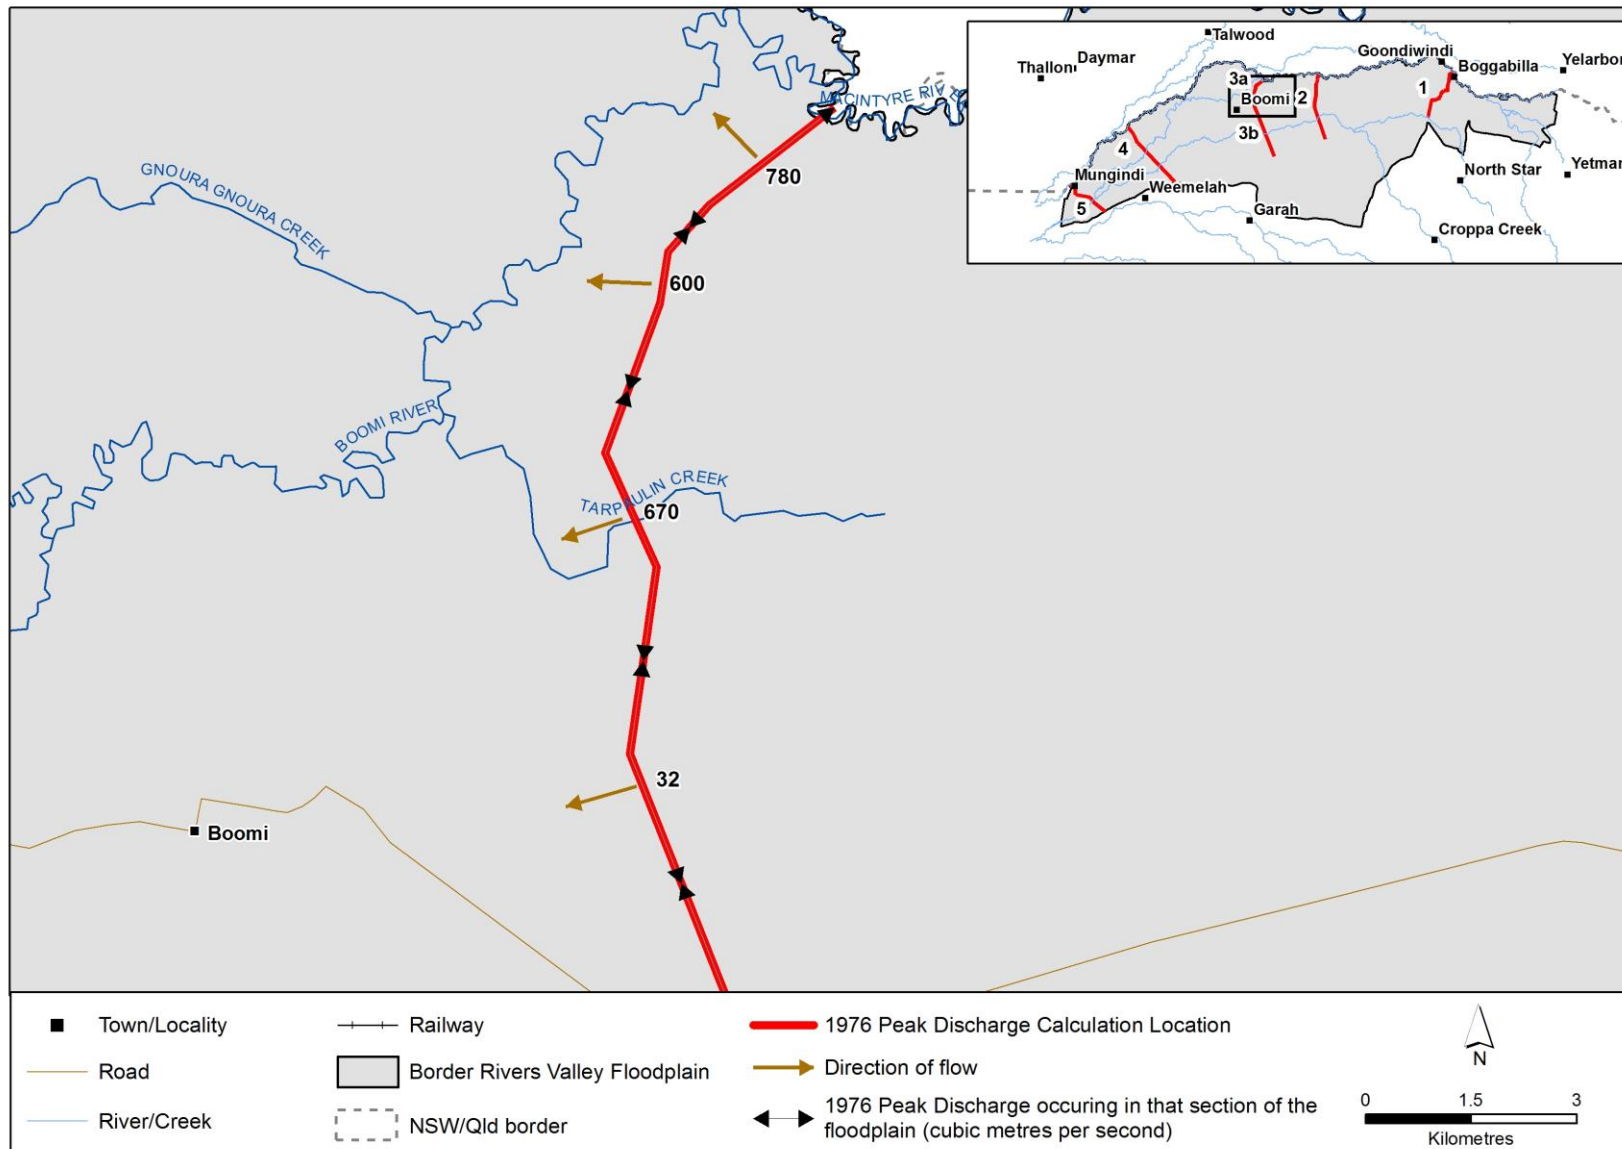 MACINTYRE RIVE
GNOURA GNOURA CREEK
780
600
BOOMI RIVER
TARPAULIN CREEK
670
32
Boomi
Talwood
Daymar
Thallon
Goondiwindi
Boggabilla
Yelarbon
3a
Boomi
2
1
3b
4
Mungindi
Weemelah
5
Garah
North Star
Yetman
Croppa Creek
Town/Locality
Road
River/Creek
Railway
Border Rivers Valley Floodplain
NSW/Qld border
1976 Peak Discharge Calculation Location
Direction of flow
1976 Peak Discharge occuring in that section of the
floodplain (cubic metres per second)
N
0 1.5 3
Kilometres